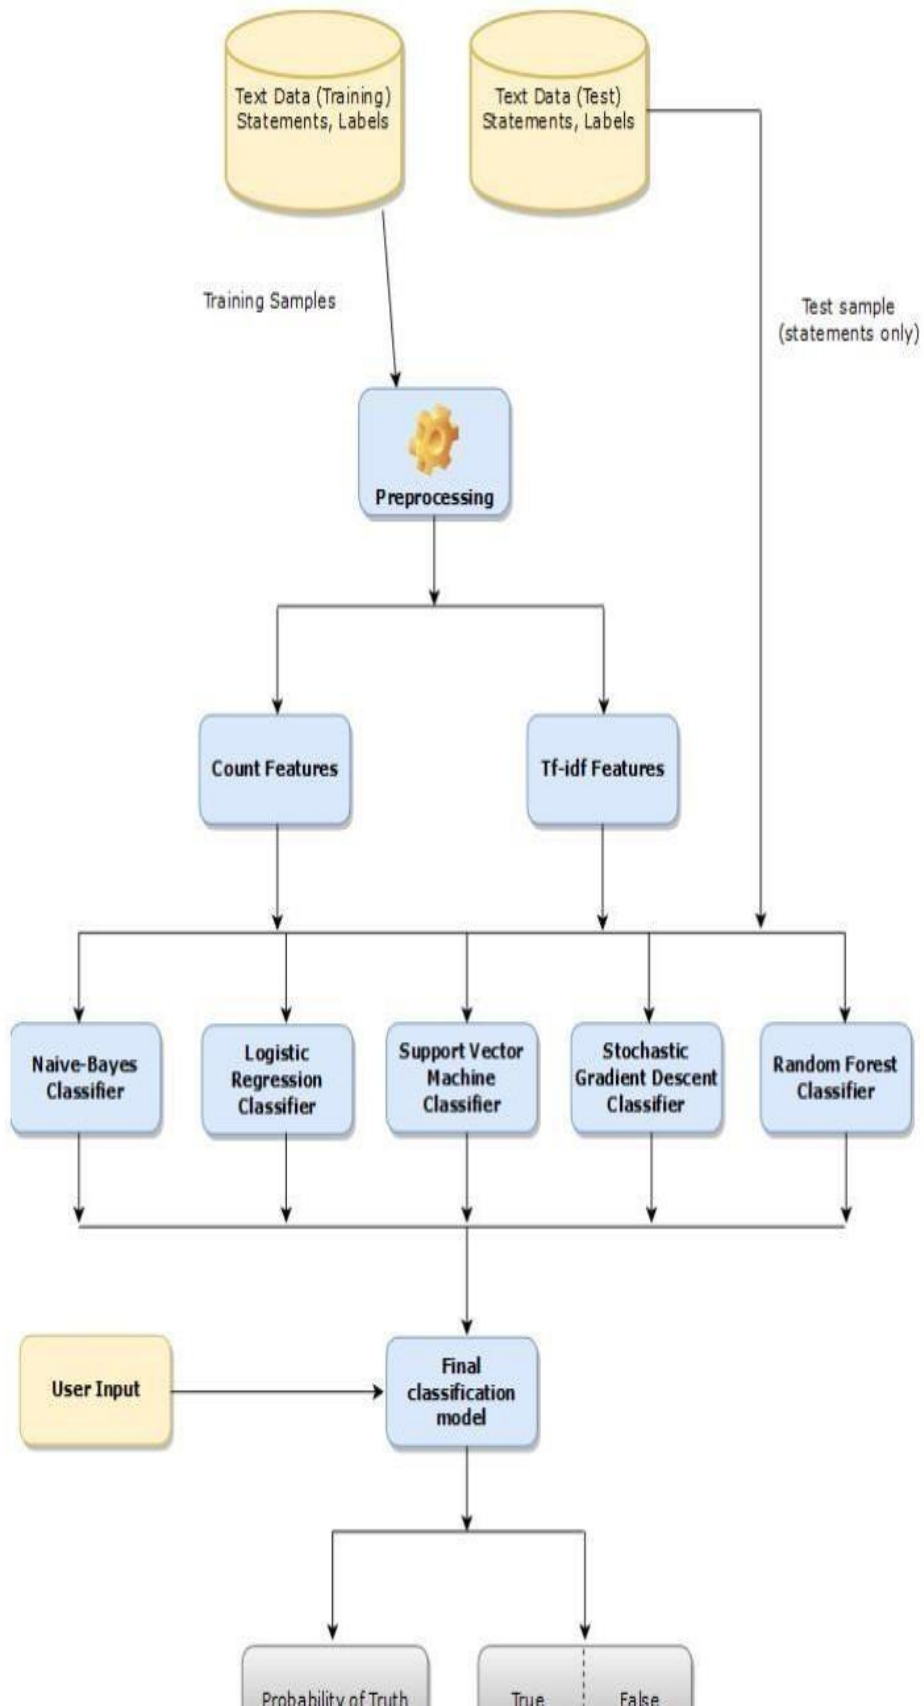 Text Data (Training)
Statements, Labels
Text Data (Test)
Statements, Labels
Training Samples
Test sample
(statements only)
Preprocessing
Count Features
Tf-idf Features
Naive-Bayes
Classifier
Logistic
Regression
Classifier
Support Vector
Machine
Classifier
Stochastic
Gradient Descent
Classifier
Random Forest
Classifier
User Input
Final
classification
model
Probability of Truth
True
False